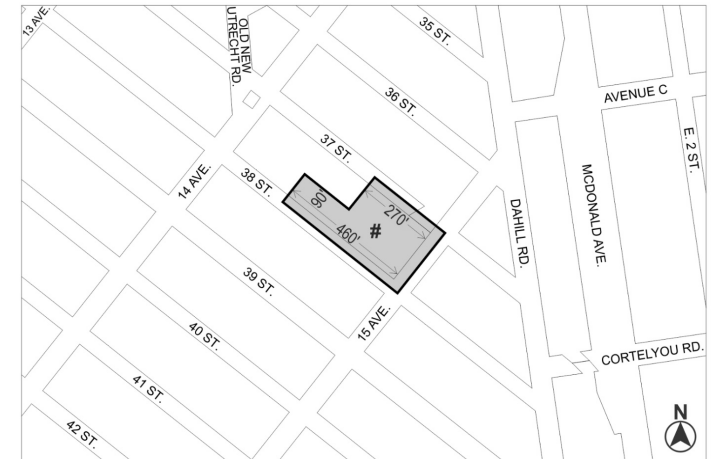 13 AVE.
OLD NEW
UTRECHT RD.
35 ST.
36 ST.
AVENUE C
E. 2 ST.
37 ST.
14 AVE.
38 ST.
90'
270'
460'
#
MCDONALD AVE.
DAHILL RD.
39 ST.
15 AVE.
40 ST.
CORTELYOU RD.
41 ST.
42 ST.
N